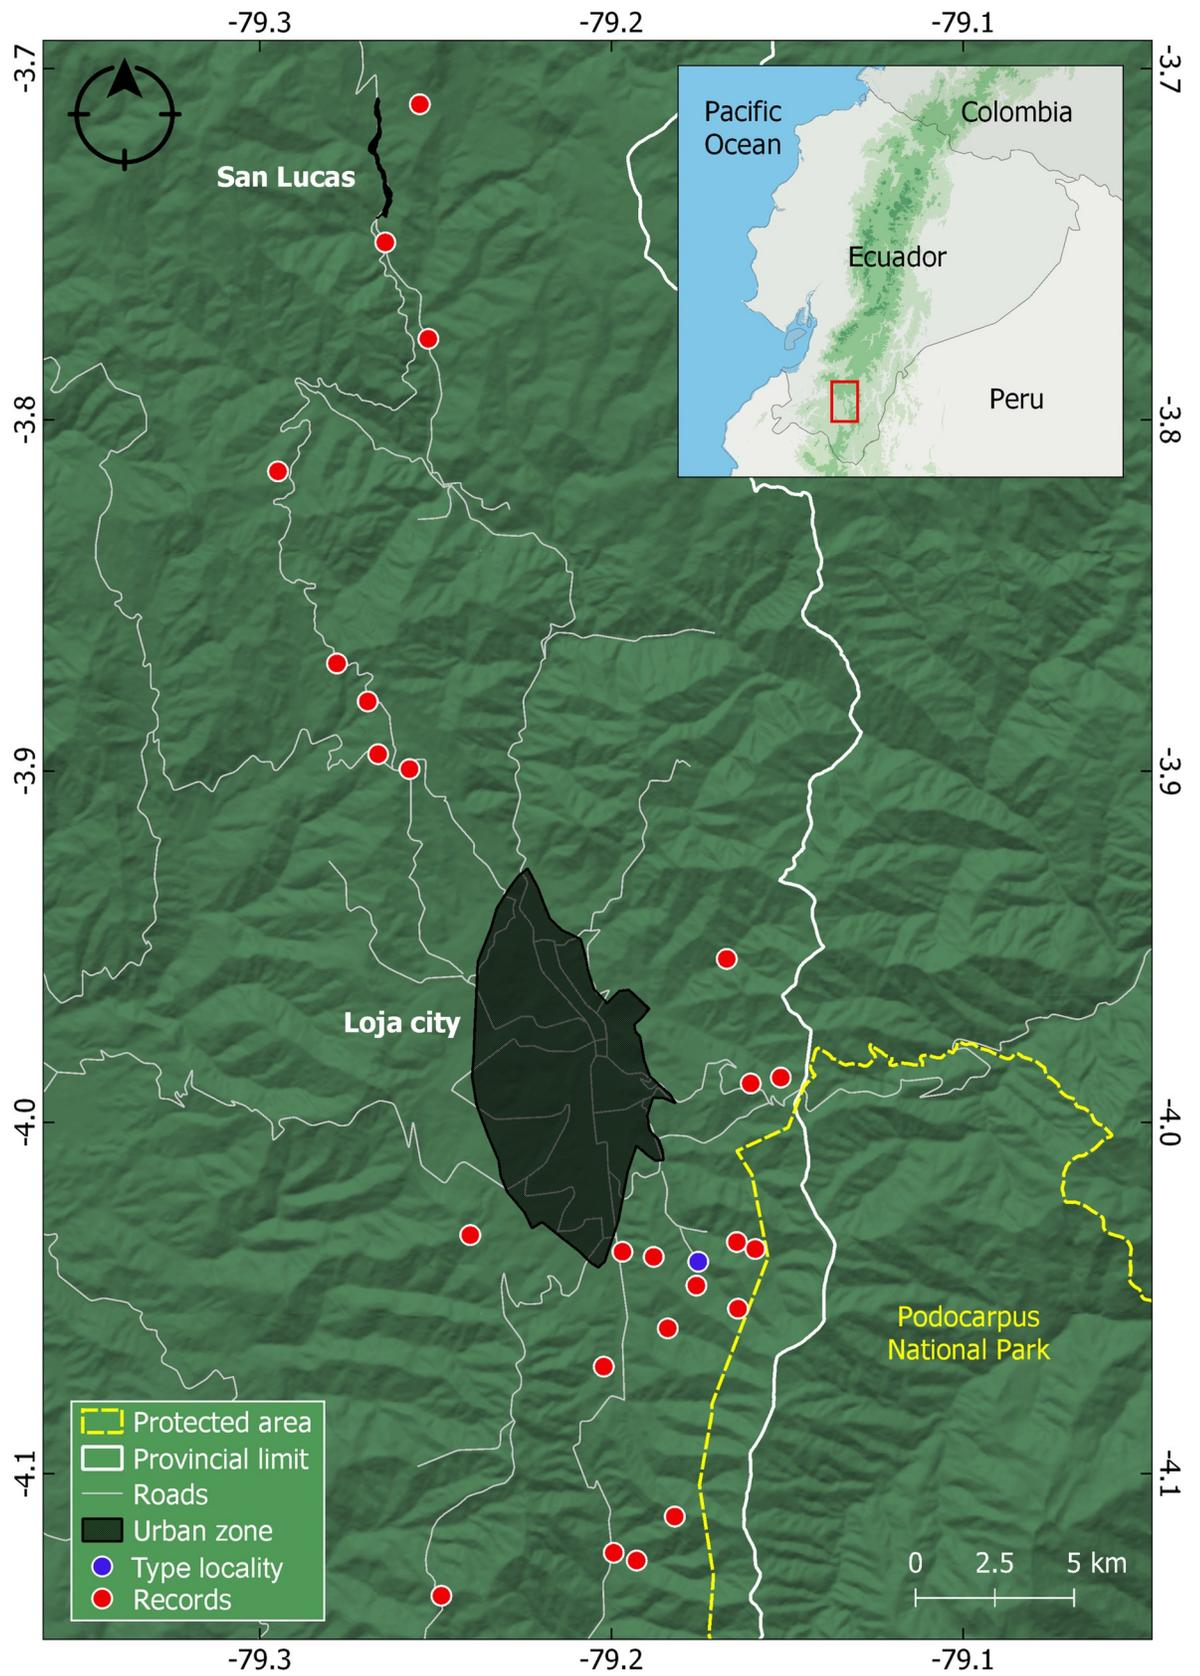 -79.3
-79.2
-79.1
-3.7
-3.7
Pacific
Ocean
Colombia
San Lucas
Ecuador
Peru
-3.8
-3.8
-3.9
-3.9
Loja city
-4.0
-4.0
Podocarpus
National Park
Protected area
Provincial limit
Roads
Urban zone
Type locality
Records
-4.1
-4.1
0 2.5 5 km
-79.3
-79.2
-79.1